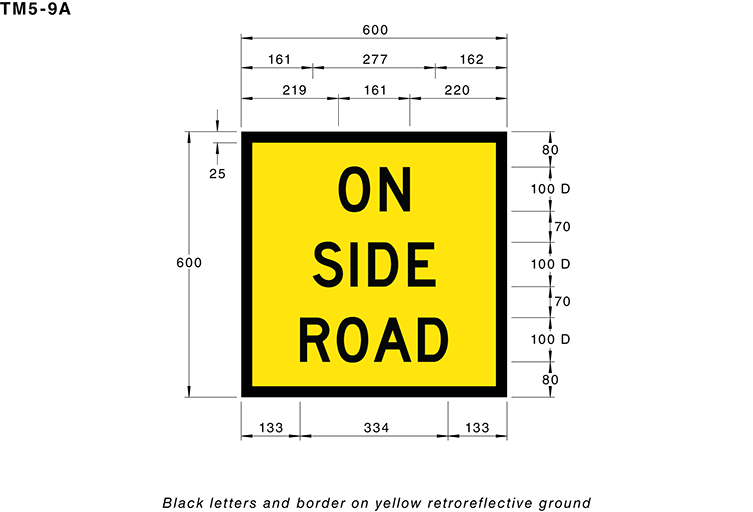 TM5-9A
600
161 277 162
219 161 220
25
600
ON
SIDE
ROAD
80
100 D
70
100 D
70
100 D
80
133 334 133
Black letters and border on yellow retroreflective ground